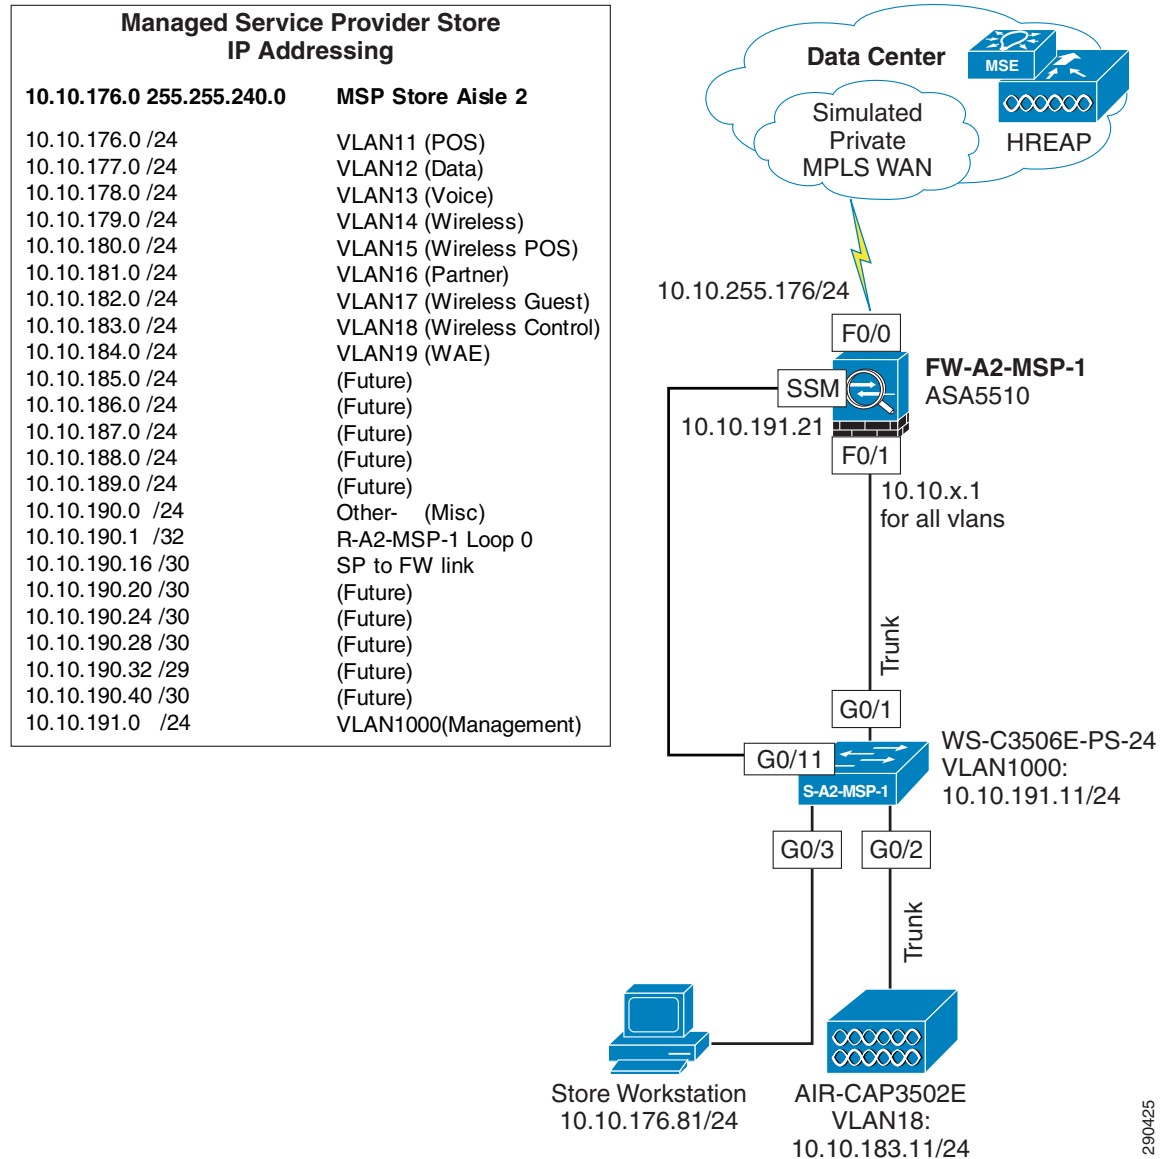 Managed Service Provider Store
IP Addressing
10.10.176.0 255.255.240.0 MSP Store Aisle 2
10.10.176.0 /24 VLAN11 (POS)
10.10.177.0 /24 VLAN12 (Data)
10.10.178.0 /24 VLAN13 (Voice)
10.10.179.0 /24 VLAN14 (Wireless)
10.10.180.0 /24 VLAN15 (Wireless POS)
10.10.181.0 /24 VLAN16 (Partner)
10.10.182.0 /24 VLAN17 (Wireless Guest)
10.10.183.0 /24 VLAN18 (Wireless Control)
10.10.184.0 /24 VLAN19 (WAE)
10.10.185.0 /24 (Future)
10.10.186.0 /24 (Future)
10.10.187.0 /24 (Future)
10.10.188.0 /24 (Future)
10.10.189.0 /24 (Future)
10.10.190.0 /24 Other- (Misc)
10.10.190.1 /32 R-A2-MSP-1 Loop 0
10.10.190.16 /30 SP to FW link
10.10.190.20 /30 (Future)
10.10.190.24 /30 (Future)
10.10.190.28 /30 (Future)
10.10.190.32 /29 (Future)
10.10.190.40 /30 (Future)
10.10.191.0 /24 VLAN1000(Management)
Data Center
MSE
HREAP
Simulated
Private
MPLS WAN
10.10.255.176/24
F0/0
FW-A2-MSP-1
ASA5510
SSM
10.10.191.21
F0/1
10.10.x.1
for all vlans
Trunk
G0/1
G0/11
S-A2-MSP-1
WS-C3506E-PS-24
VLAN1000:
10.10.191.11/24
G0/3
G0/2
Trunk
Store Workstation
10.10.176.81/24
AIR-CAP3502E
VLAN18:
10.10.183.11/24
290425